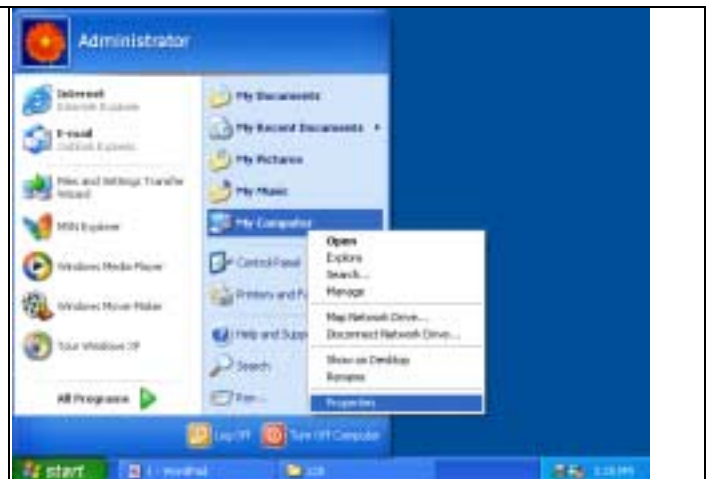 Administrator
Internet
Internet Explorer
E-mail
Outlook Express
Files and Settings Transfer
Wizard
MSN Explorer
Windows Media Player
Windows Movie Maker
Tour Windows XP
All Programs
My Documents
My Recent Documents
My Pictures
My Music
My Computer
Control Panel
Printers and
Help and Supp
Search
Run...
Open
Explore
Search...
Manage
Map Network Drive...
Disconnect Network Drive...
Show on Desktop
Rename
Properties
Log Off
Turn Off Computer
start
WordPad